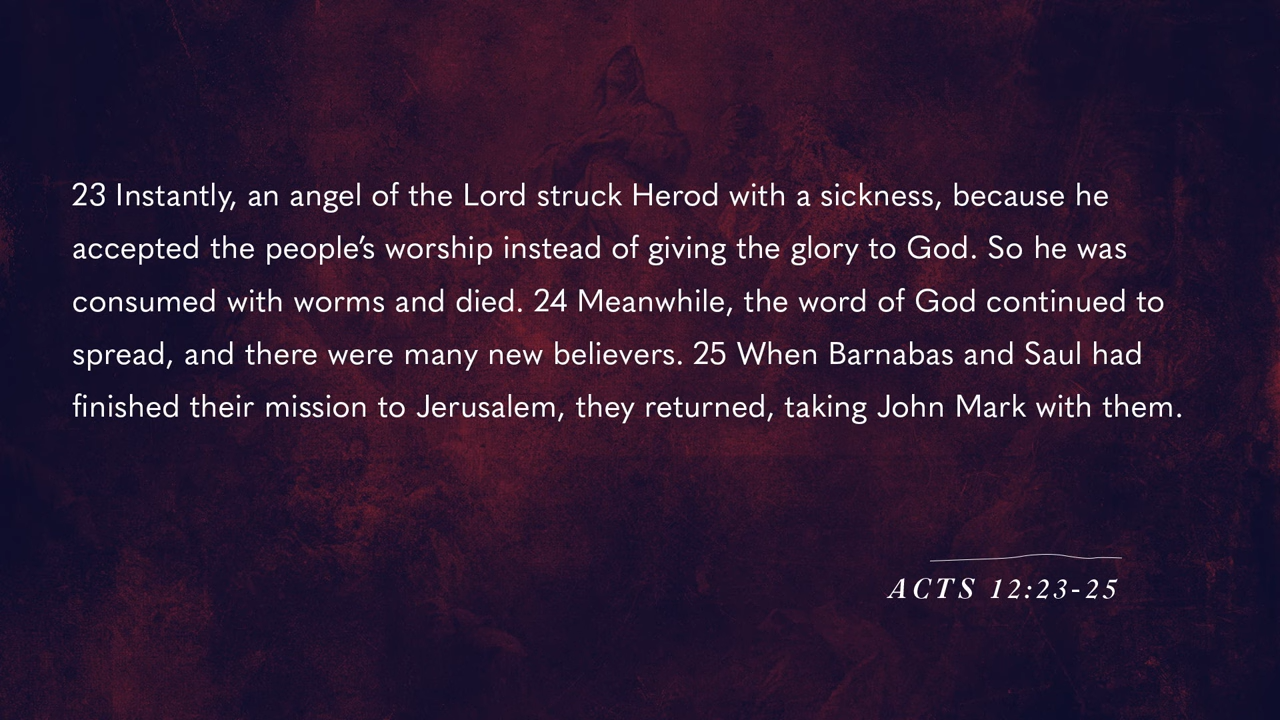 23 Instantly, an angel of the Lord struck Herod with a sickness, because he
accepted the people’s worship instead of giving the glory to God. So he was
consumed with worms and died. 24 Meanwhile, the word of God continued to
spread, and there were many new believers. 25 When Barnabas and Saul had
finished their mission to Jerusalem, they returned, taking John Mark with them.
ACTS 12:23-25